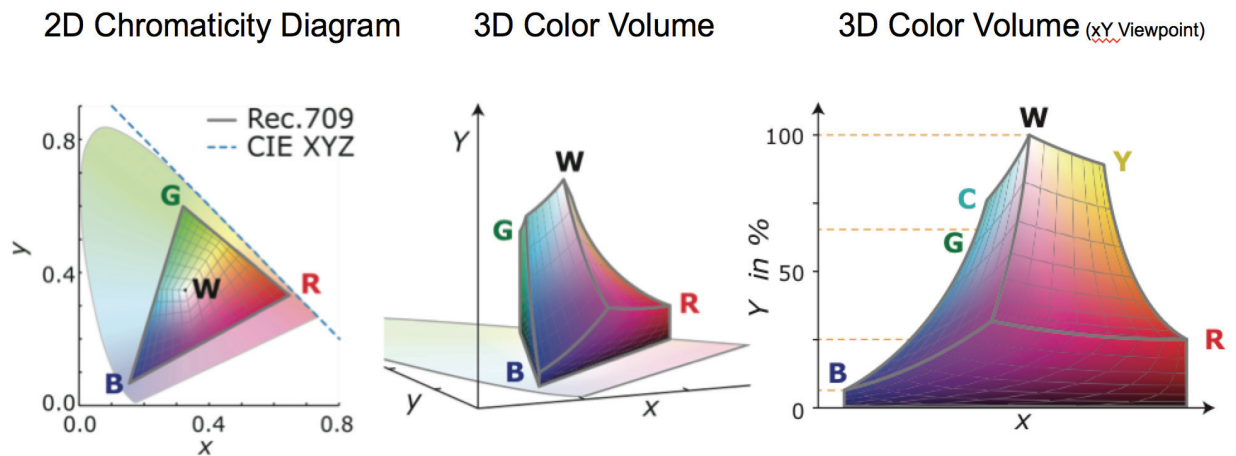 2D Chromaticity Diagram
3D Color Volume
3D Color Volume (xY Viewpoint)
Rec.709
CIE XYZ
0.8
0.4
0.0
y
G
W
R
B
0.0
0.4
0.8
x
Y
W
G
R
B
y
x
100
50
0
Y in %
W
Y
C
G
R
B
x